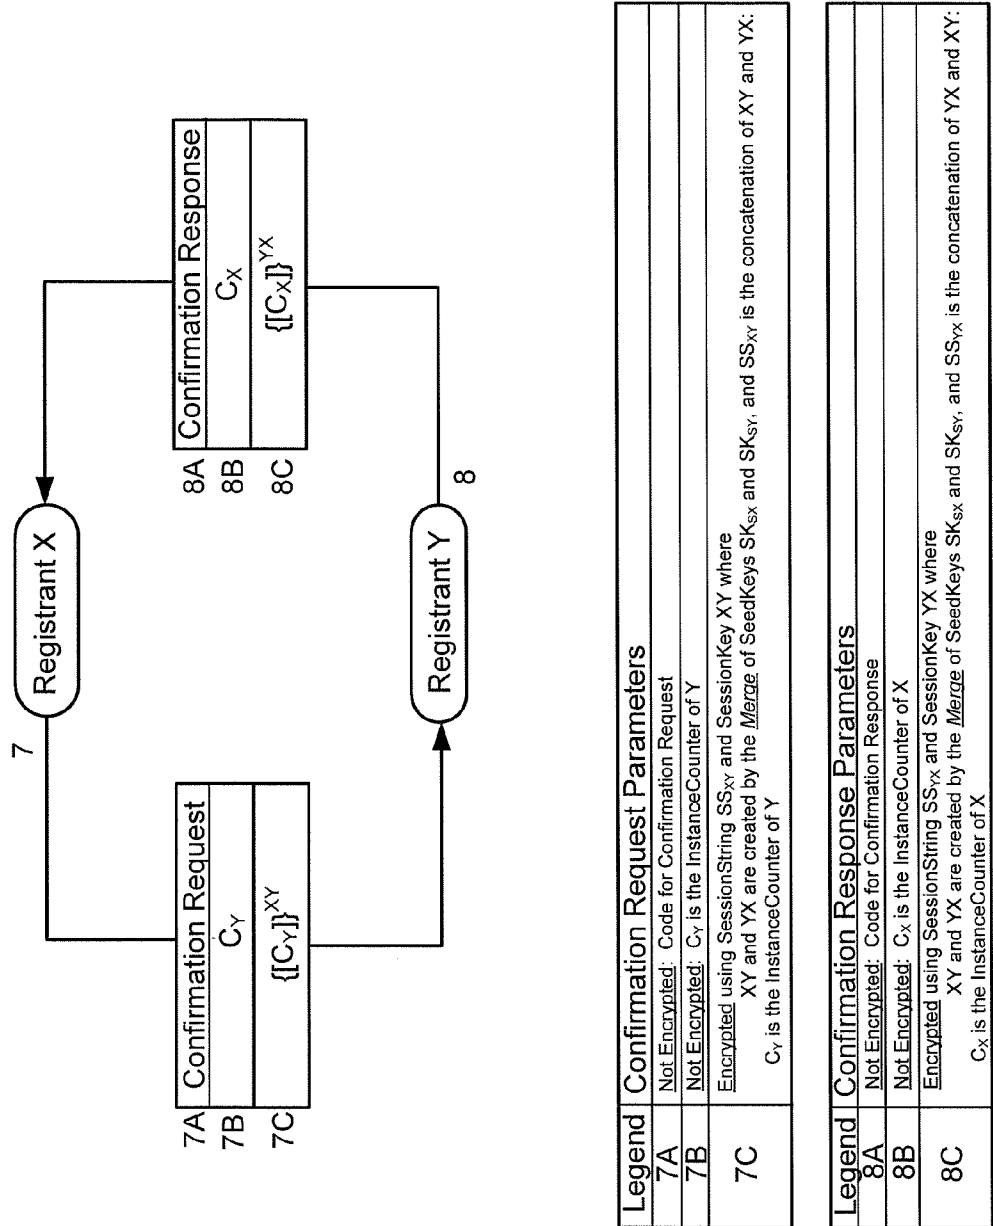 7
Registrant X
7A Confirmation Request
7B C_Y
7C {[C_Y]}^XY
8A Confirmation Response
8B C_X
8C {[C_X]}^YX
Registrant Y
8
Legend Confirmation Request Parameters
7A Not Encrypted: Code for Confirmation Request
7B Not Encrypted: C_Y is the InstanceCounter of Y
7C Encrypted using SessionString SS_XY and SessionKey XY where
XY and YX are created by the Merge of SeedKeys SK_SX and SK_SY, and SS_XY is the concatenation of XY and YX:
C_Y is the InstanceCounter of Y
Legend Confirmation Response Parameters
8A Not Encrypted: Code for Confirmation Response
8B Not Encrypted: C_X is the InstanceCounter of X
8C Encrypted using SessionString SS_YX and SessionKey YX where
XY and YX are created by the Merge of SeedKeys SK_SX and SK_SY, and SS_YX is the concatenation of YX and XY:
C_X is the InstanceCounter of X